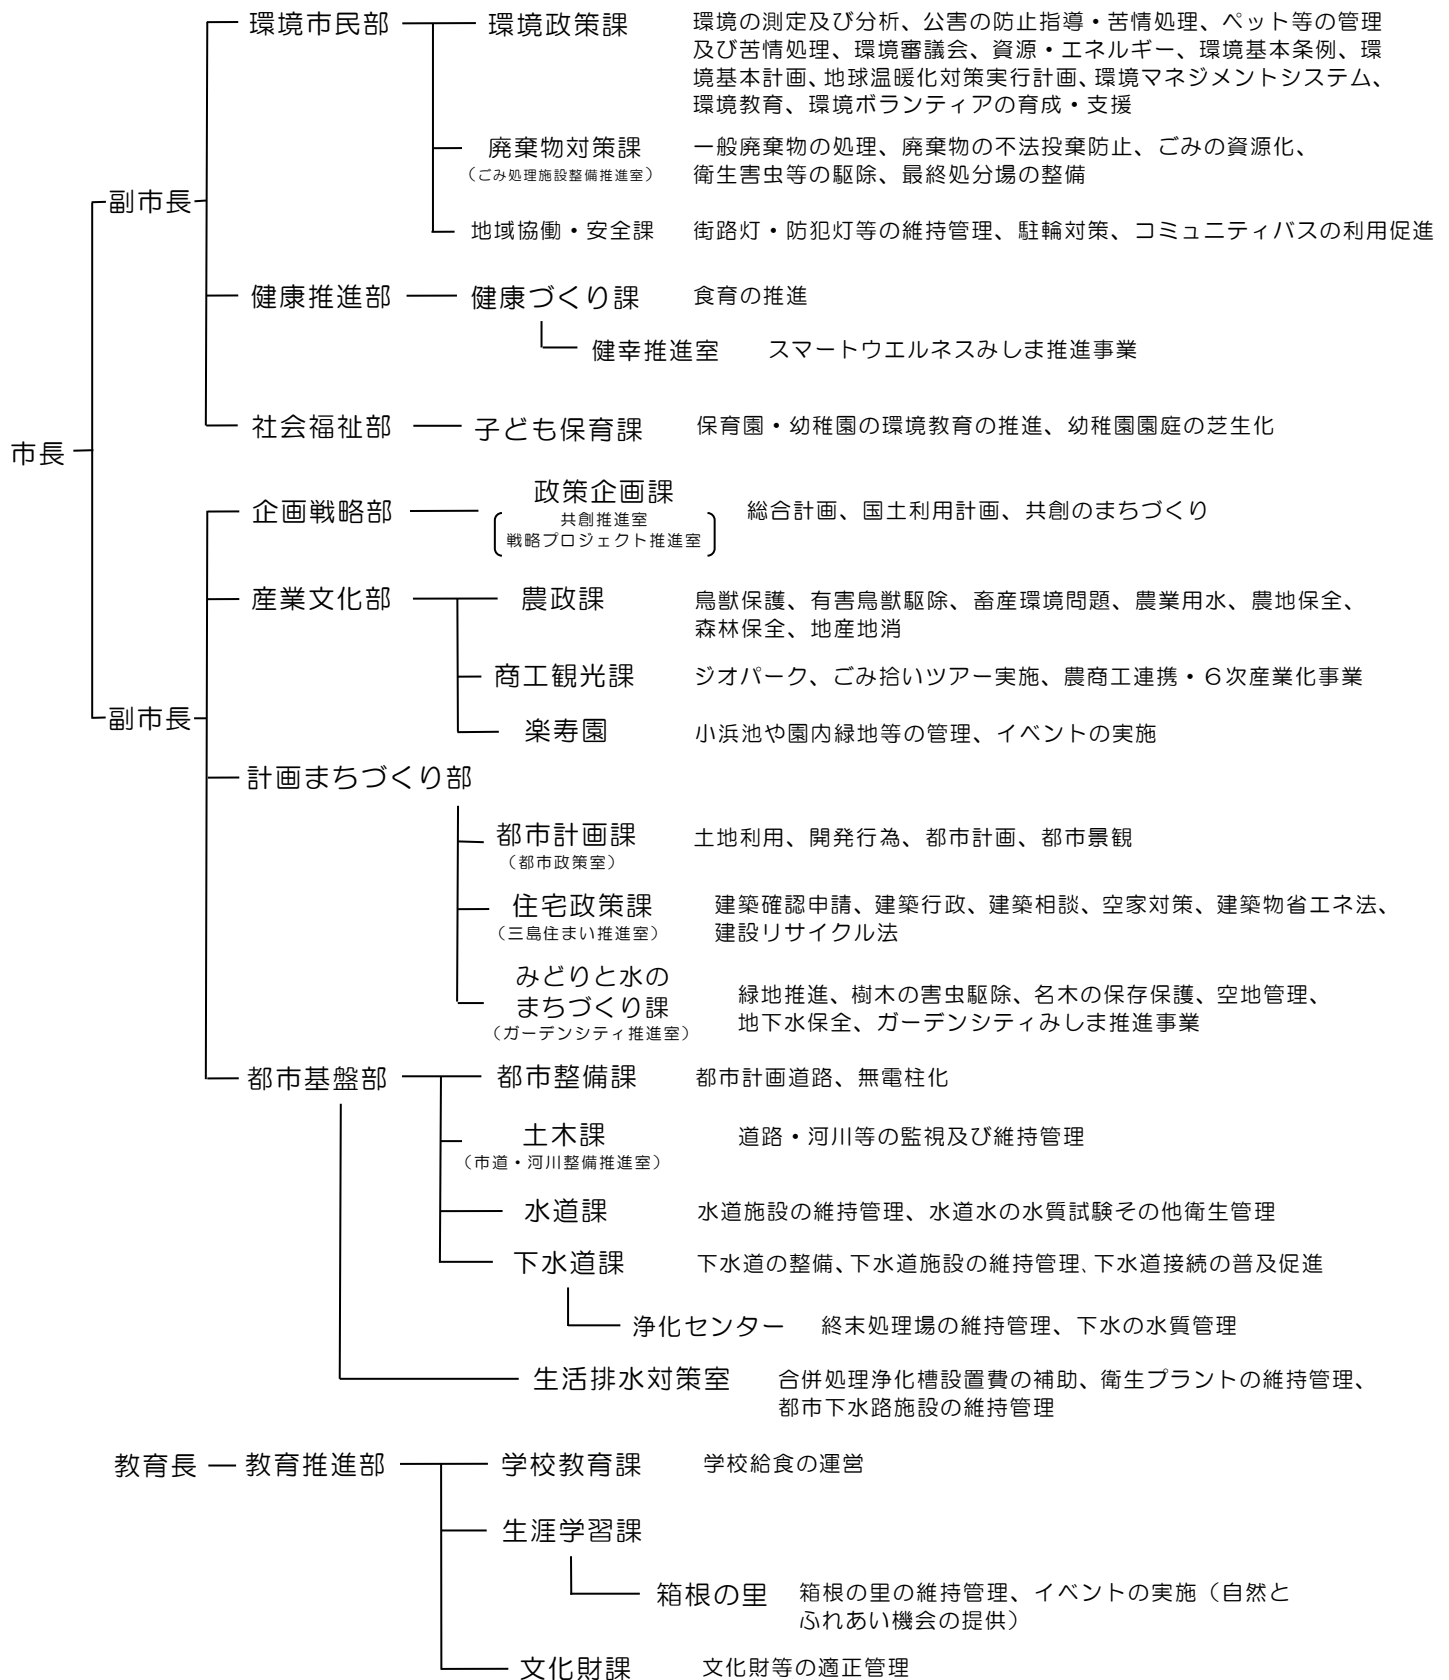 環境市民部 環境政策課 環境の測定及び分析、公害の防止指導・苦情処理、ペット等の管理
及び苦情処理、環境審議会、資源・エネルギー、環境基本条例、環
境基本計画、地球温暖化対策実行計画、環境マネジメントシステム、
環境教育、環境ボランティアの育成・支援
廃棄物対策課 一般廃棄物の処理、廃棄物の不法投棄防止、ごみの資源化、
（ごみ処理施設整備推進室） 衛生害虫等の駆除、最終処分場の整備
副市長
地域協働・安全課 街路灯・防犯灯等の維持管理、駐輪対策、コミュニティバスの利用促進
健康推進部 健康づくり課 食育の推進
健幸推進室 スマートウエルネスみしま推進事業
社会福祉部 子ども保育課 保育園・幼稚園の環境教育の推進、幼稚園園庭の芝生化
市長
政策企画課
企画戦略部 共創推進室 総合計画、国土利用計画、共創のまちづくり
戦略プロジェクト推進室
産業文化部 農政課 鳥獣保護、有害鳥獣駆除、畜産環境問題、農業用水、農地保全、
森林保全、地産地消
商工観光課 ジオパーク、ごみ拾いツアー実施、農商工連携・６次産業化事業
副市長
楽寿園 小浜池や園内緑地等の管理、イベントの実施
計画まちづくり部
都市計画課 土地利用、開発行為、都市計画、都市景観
（都市政策室）
住宅政策課 建築確認申請、建築行政、建築相談、空家対策、建築物省エネ法、
（三島住まい推進室） 建設リサイクル法
みどりと水の
まちづくり課 緑地推進、樹木の害虫駆除、名木の保存保護、空地管理、
（ガーデンシティ推進室） 地下水保全、ガーデンシティみしま推進事業
都市基盤部 都市整備課 都市計画道路、無電柱化
土木課 道路・河川等の監視及び維持管理
（市道・河川整備推進室）
水道課 水道施設の維持管理、水道水の水質試験その他衛生管理
下水道課 下水道の整備、下水道施設の維持管理、下水道接続の普及促進
浄化センター 終末処理場の維持管理、下水の水質管理
生活排水対策室 合併処理浄化槽設置費の補助、衛生プラントの維持管理、
都市下水路施設の維持管理
教育長 教育推進部 学校教育課 学校給食の運営
生涯学習課
箱根の里 箱根の里の維持管理、イベントの実施（自然と
ふれあい機会の提供）
文化財課 文化財等の適正管理